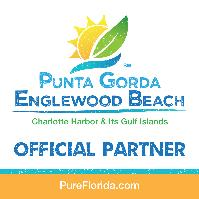 PUNTA GORDA
ENGLEWOOD BEACH
Charlotte Harbor & Its Gulf Islands
OFFICIAL PARTNER
PureFlorida.com